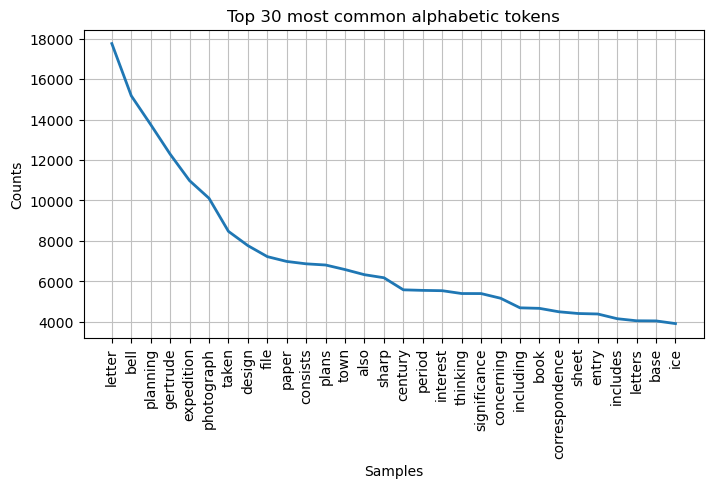 Top 30 most common alphabetic tokens
18000
16000
14000
12000
10000
8000
6000
4000
Counts
letter
bell
planning
gertrude
expedition
photograph
taken
design
file
paper
consists
plans
town
also
sharp
century
period
interest
thinking
significance
concerning
including
book
correspondence
sheet
entry
includes
letters
base
ice
Samples